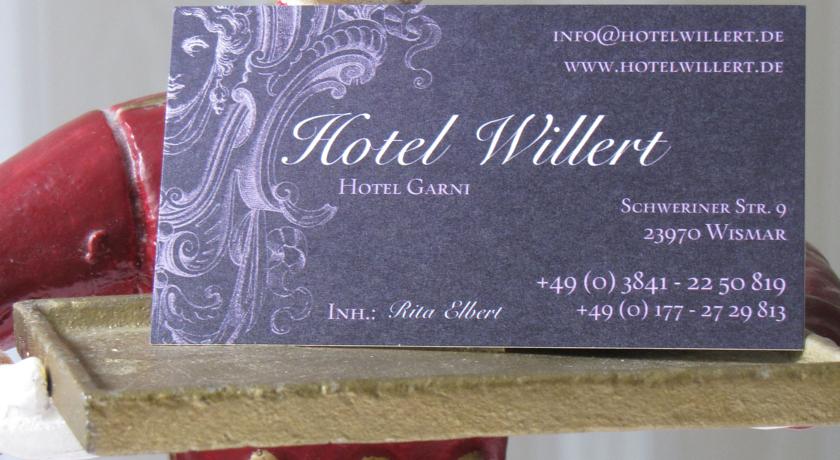 info@hotelwillert.de
www.hotelwillert.de
Hotel Willert
Hotel Garni
Schweriner Str. 9
23970 Wismar
+49 (0) 3841 - 22 50 819
+49 (0) 177 - 27 29 813
Inh.: Rita Elbert